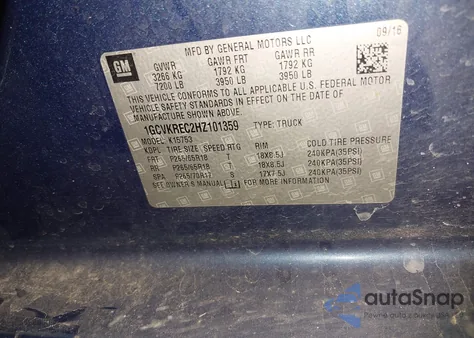 09/16
GM
MFD BY GENERAL MOTORS LLC
GVWR GAWR FRT GAWR RR
3266 KG 1792 KG 1792 KG
7200 LB 3950 LB 3950 LB
THIS VEHICLE CONFORMS TO ALL APPLICABLE U.S. FEDERAL MOTOR
VEHICLE SAFETY STANDARDS IN EFFECT ON THE DATE OF
MANUFACTURE SHOWN ABOVE.
1GCVKREC2HZ101359 TYPE: TRUCK
MODEL: K15753
TIRE SIZE SPEED RTG RIM COLD TIRE PRESSURE
FRT P265/65R18 T 18X8.5J 240KPA(35PSI)
RR P265/65R18 T 18X8.5J 240KPA(35PSI)
SPA P265/70R17 S 17X7.5J 240KPA(35PSI)
SEE OWNER'S MANUAL
autoSnap